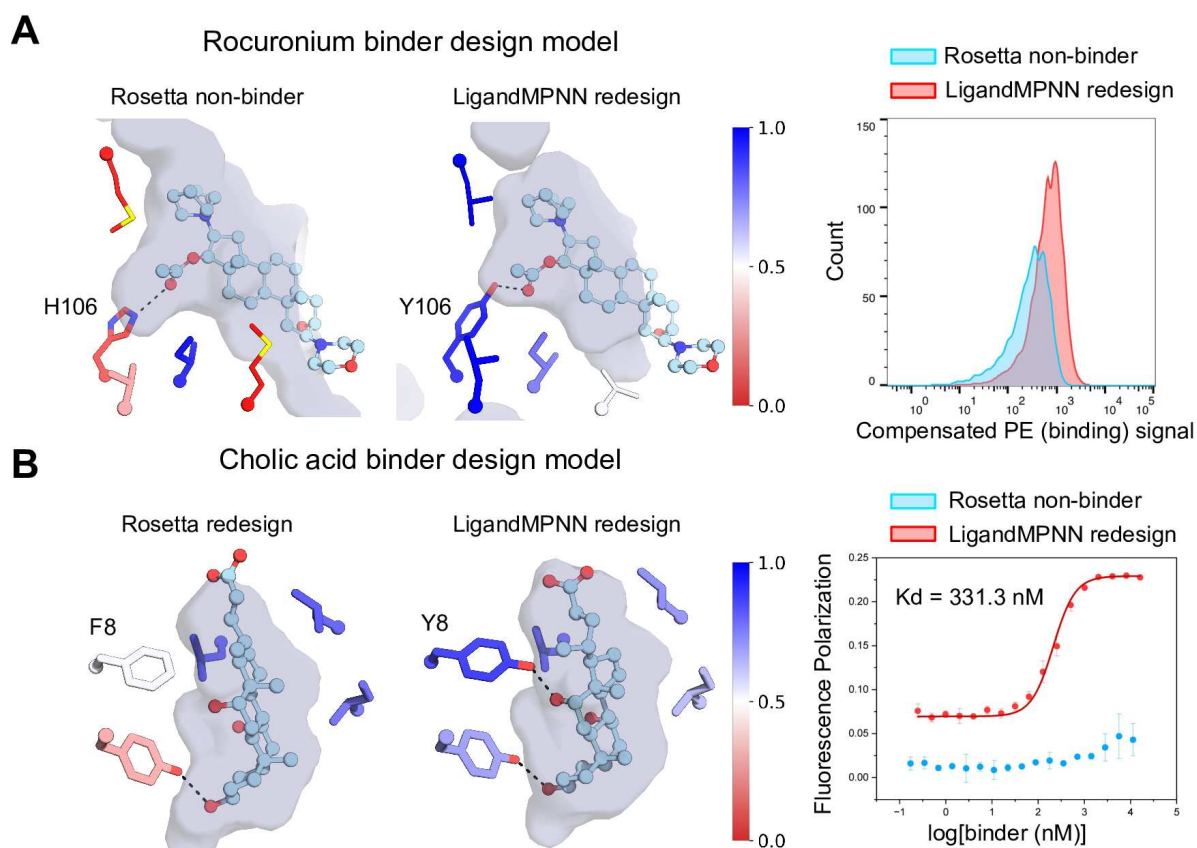 A
Rocuronium binder design model
Rosetta non-binder
LigandMPNN redesign
H106
Y106
1.0
0.5
0.0
Rosetta non-binder
LigandMPNN redesign
150
100
50
0
Count
10^0
10^1
10^2
10^3
10^4
10^5
Compensated PE (binding) signal
B
Cholic acid binder design model
Rosetta redesign
LigandMPNN redesign
F8
Y8
1.0
0.5
0.0
Rosetta non-binder
LigandMPNN redesign
Kd = 331.3 nM
0.25
0.20
0.15
0.10
0.05
0.00
Fluorescence Polarization
−1
0
1
2
3
4
5
log[binder (nM)]